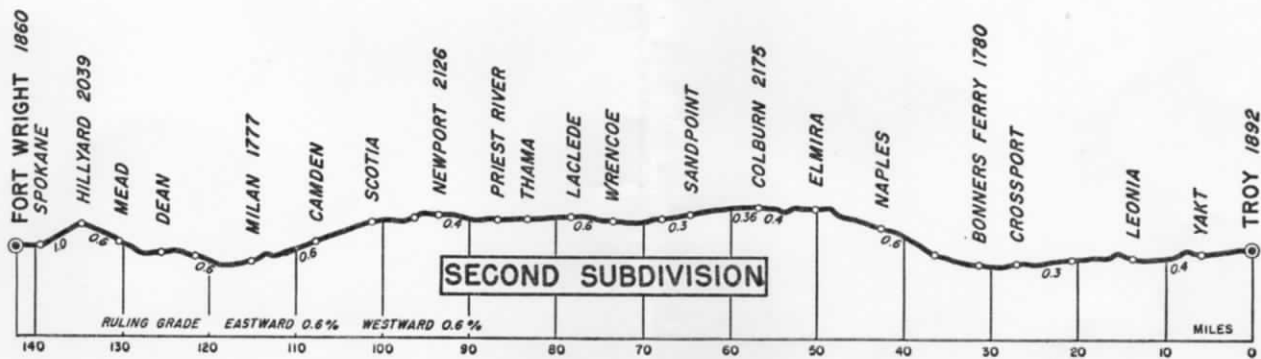 FORT WRIGHT 1860
SPOKANE
HILLYARD 2039
MEAD
DEAN
MILAN 1777
CAMDEN
SCOTIA
NEWPORT 2126
PRIEST RIVER
THAMA
LACLEDE
WRENCOE
SANDPOINT
COLBURN 2175
ELMIRA
NAPLES
BONNERS FERRY 1780
CROSSPORT
LEONIA
YAKT
TROY 1892
1.0 0.6 0.6 0.6 0.4 0.6 0.3 0.36 0.4 0.6 0.3 0.4
SECOND SUBDIVISION
RULING GRADE EASTWARD 0.6% WESTWARD 0.6% MILES
140 130 120 110 100 90 80 70 60 50 40 30 20 10 0